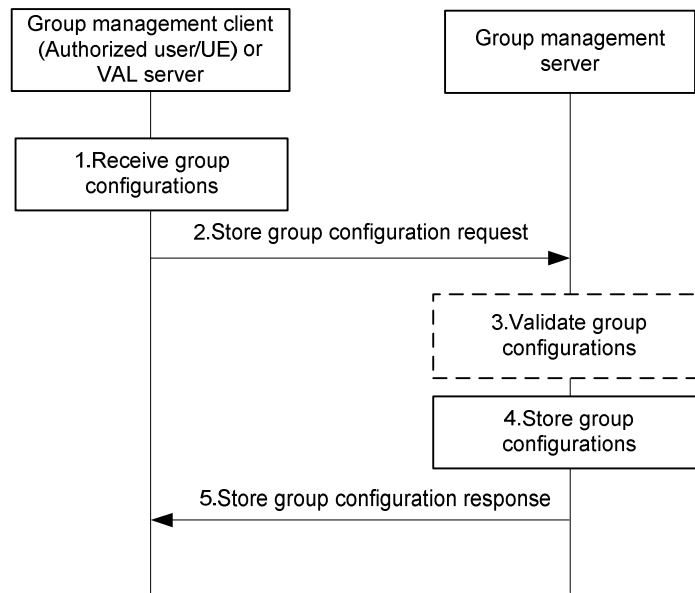 Group management client
(Authorized user/UE) or
VAL server
Group management
server
1.Receive group
configurations
2.Store group configuration request
3.Validate group
configurations
4.Store group
configurations
5.Store group configuration response